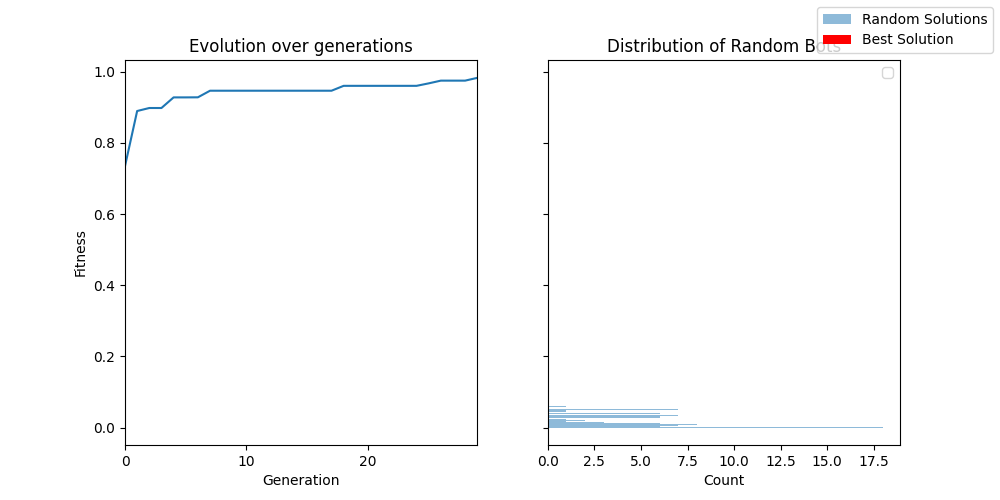 Random Solutions
Best Solution
Evolution over generations
Distribution of Random Bots
1.0
0.8
0.6
0.4
0.2
0.0
Fitness
0
10
20
Generation
0.0
2.5
5.0
7.5
10.0
12.5
15.0
17.5
Count